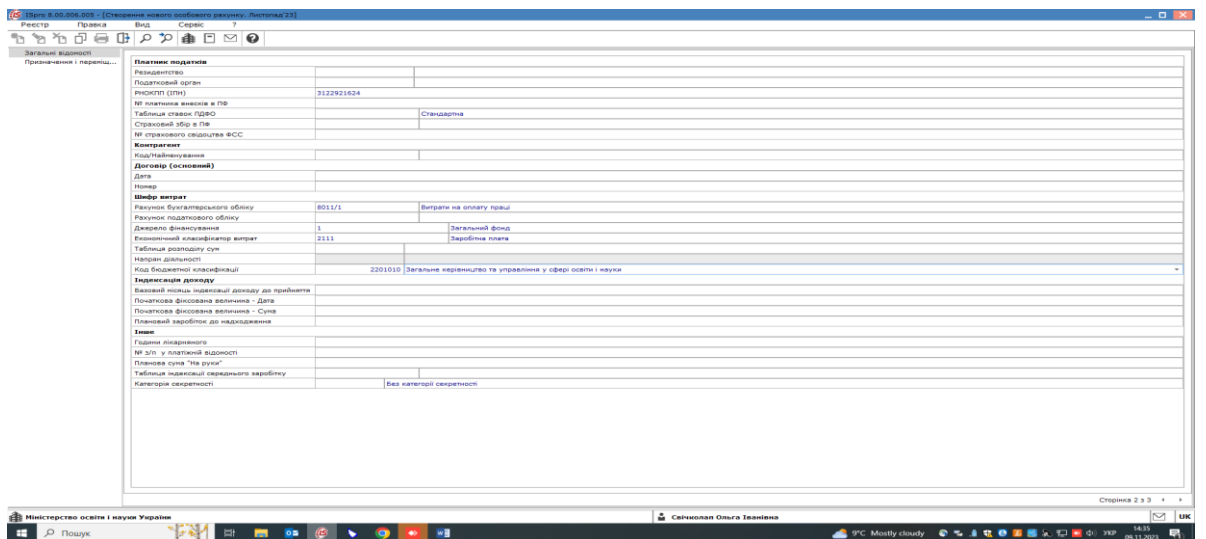 ISpro 8.00.006.005 - [Створення нового особового рахунку. Листопад'23]
Реєстр Правка Вид Сервіс ?
Загальні відомості
Призначення і переміщ...
Платник податків
Резидентство
Податковий орган
РНОКПП (ІПН) 3122921624
№ платника внесків в ПФ
Таблиця ставок ПДФО Стандартна
Страховий збір в ПФ
№ страхового свідоцтва ФСС
Контрагент
Код/Найменування
Договір (основний)
Дата
Номер
Шифр витрат
Рахунок бухгалтерського обліку 8011/1 Витрати на оплату праці
Рахунок податкового обліку
Джерело фінансування 1 Загальний фонд
Економічний класифікатор витрат 2111 Заробітна плата
Таблиця розподілу сум
Напрям діяльності
Код бюджетної класифікації 2201010 Загальне керівництво та управління у сфері освіти і науки
Індексація доходу
Базовий місяць індексації доходу до прийняття
Початкова фіксована величина - Дата
Початкова фіксована величина - Сума
Плановий заробіток до надходження
Інше
Години лікарняного
№ з/п у платіжній відомості
Планова сума "На руки"
Таблиця індексації середнього заробітку
Категорія секретності Без категорії секретності
Сторінка 2 з 3
Міністерство освіти і науки України Свічколап Ольга Іванівна UK
Пошук 9°C Mostly cloudy УКР 14:35
09.11.2023